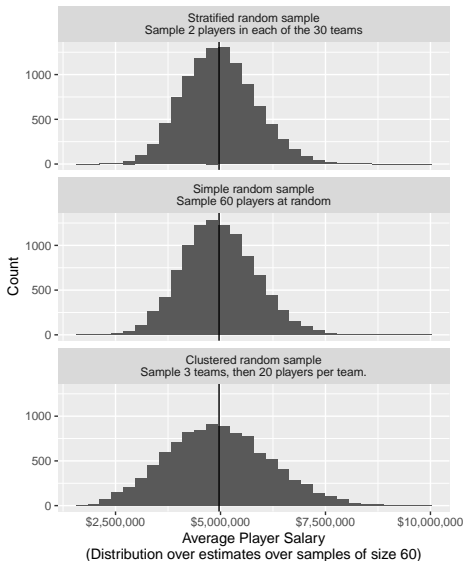 Stratified random sample
Sample 2 players in each of the 30 teams
1000
500
0
Simple random sample
Sample 60 players at random
1000
500
0
Count
Clustered random sample
Sample 3 teams, then 20 players per team.
1000
500
0
$2,500,000 $5,000,000 $7,500,000 $10,000,000
Average Player Salary
(Distribution over estimates over samples of size 60)